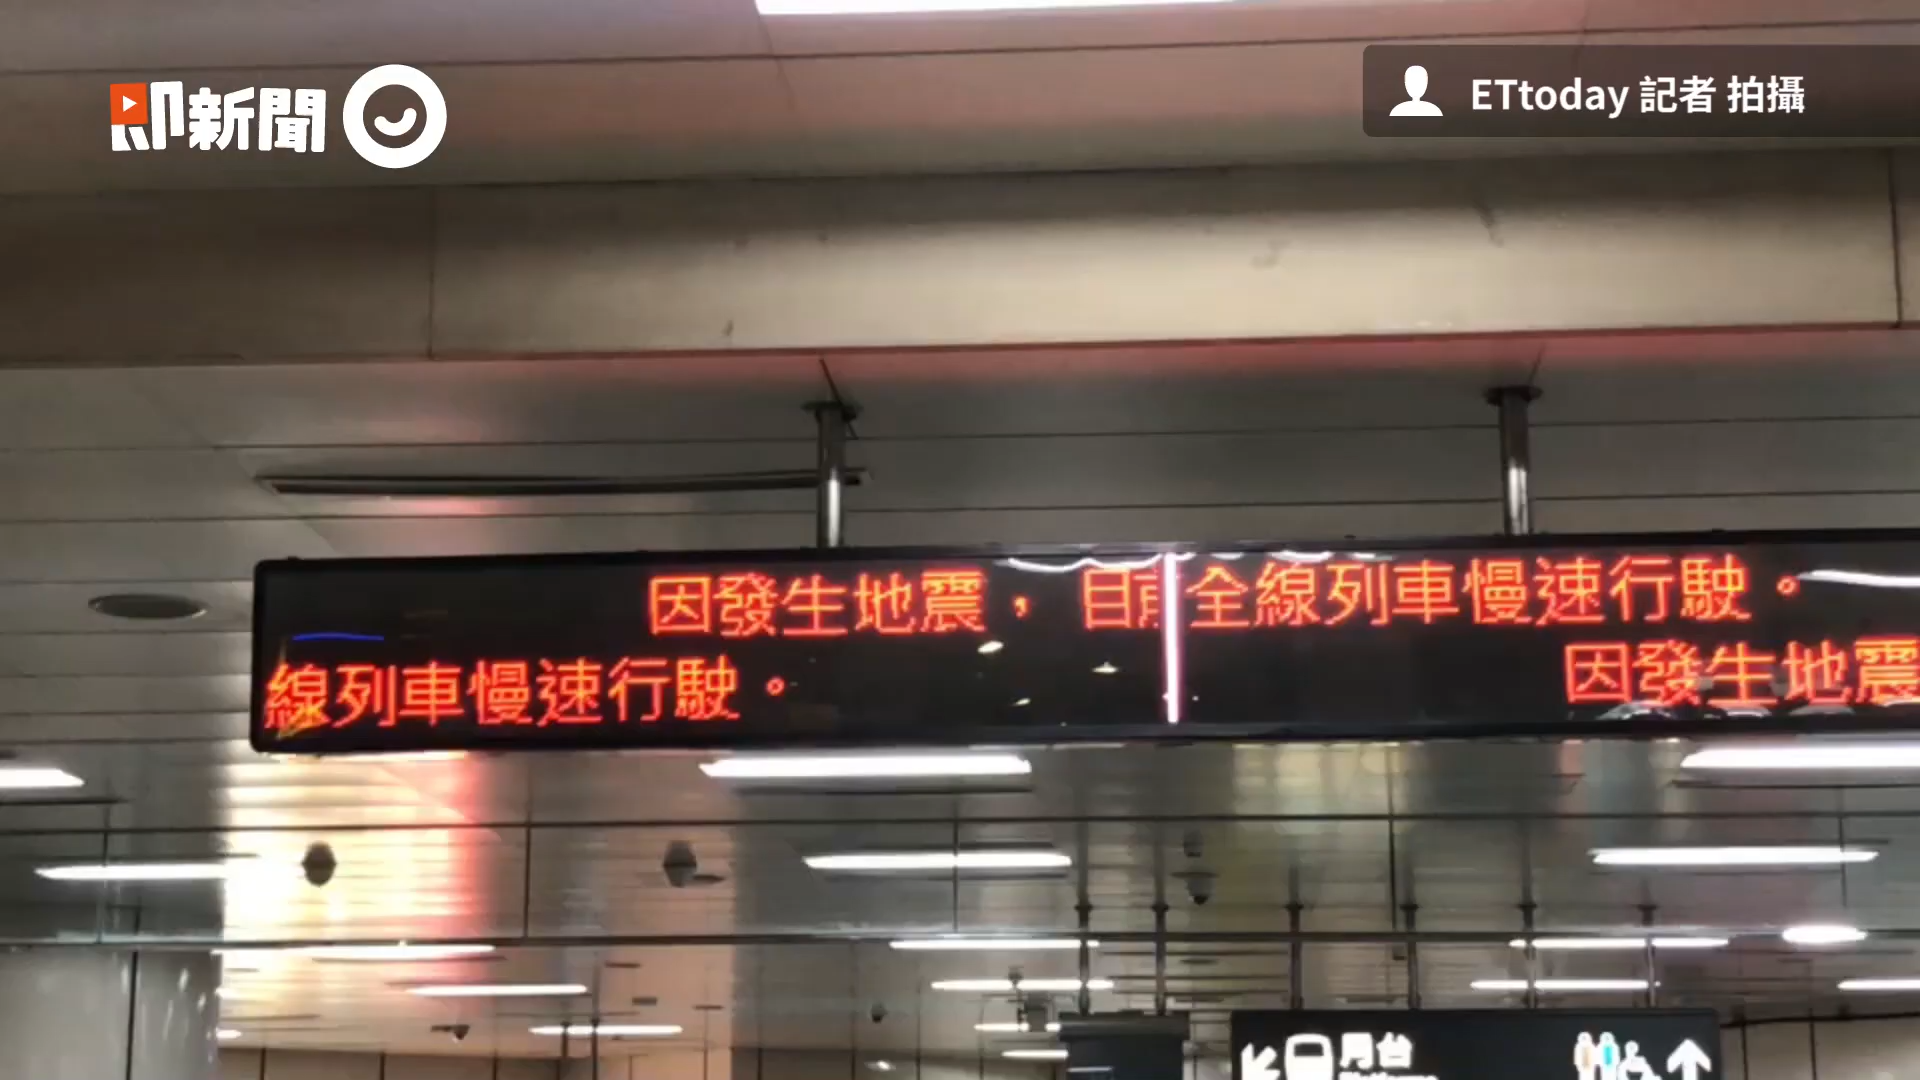 即新聞
ETtoday 記者 拍攝
因發生地震，目前全線列車慢速行駛。
線列車慢速行駛。
因發生地震
月台